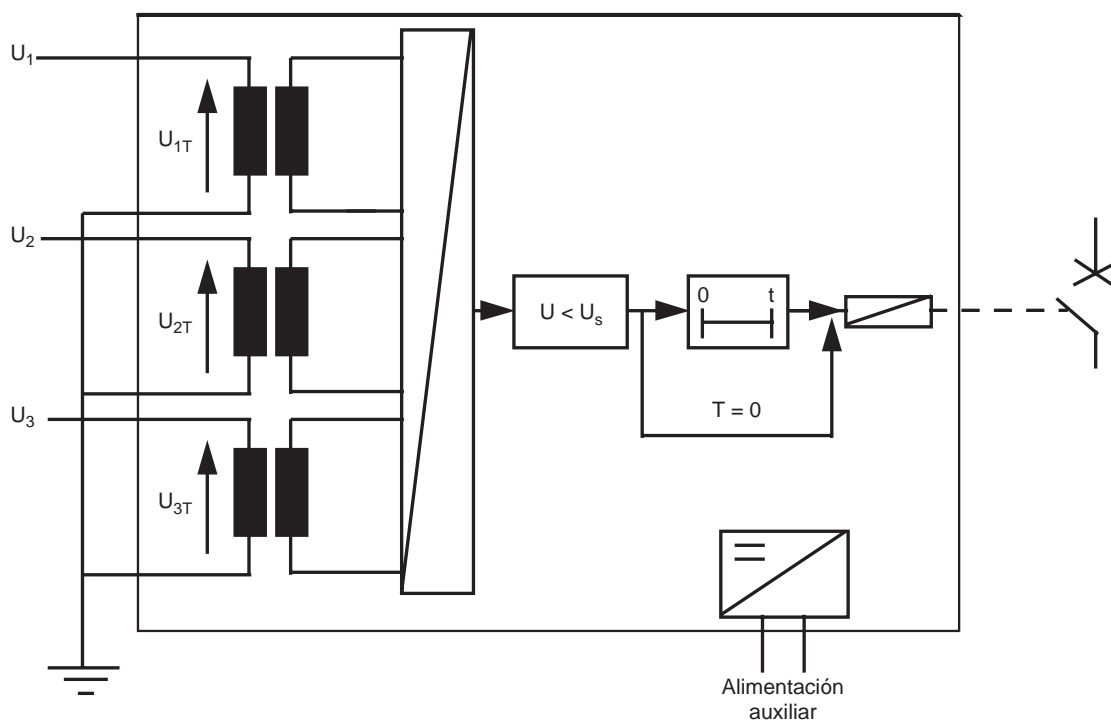 U1
U1T
U2
U2T
U < Us
0 t
T = 0
U3
U3T
Alimentación
auxiliar